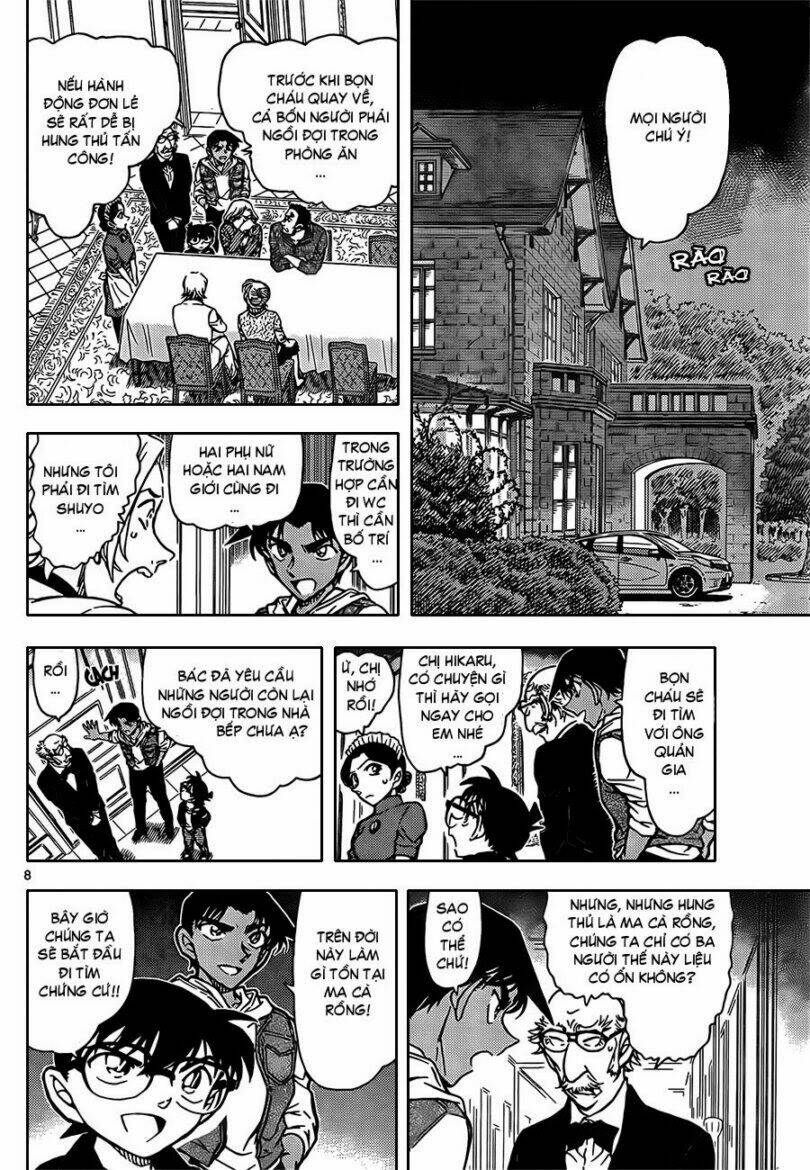 MỌI NGƯỜI
CHÚ Ý!
RÀO
RÀO
TRƯỚC KHI BỌN
CHÁU QUAY VỀ,
CẢ BỐN NGƯỜI PHẢI
NGỒI ĐỢI TRONG
PHÒNG ĂN
...
NẾU HÀNH
ĐỘNG ĐƠN LẺ
SẼ RẤT DỄ BỊ
HUNG THỦ TẤN
CÔNG!
TRONG
TRƯỜNG
HỢP CẦN
ĐI WC
THÌ CẦN
BỐ TRÍ
...
HAI PHỤ NỮ
HOẶC HAI NAM
GIỚI CÙNG ĐI
...
NHƯNG TÔI
PHẢI ĐI TÌM
SHUYO
...
BỌN
CHÁU SẼ
ĐI TÌM
VỚI ÔNG
QUẢN
GIA
...
CHỊ HIKARU,
CÓ CHUYỆN GÌ
THÌ HÃY GỌI
NGAY CHO
EM NHÉ
...
Ừ, CHỊ
NHỚ
RỒI!
BÁC ĐÃ YÊU CẦU
NHỮNG NGƯỜI CÒN LẠI
NGỒI ĐỢI TRONG NHÀ
BẾP CHƯA Ạ?
CẠCH
RỒI
...
8
NHƯNG, NHƯNG HUNG
THỦ LÀ MA CÀ RỒNG,
CHÚNG TA CHỈ CÓ BA
NGƯỜI THẾ NÀY LIỆU
CÓ ỔN KHÔNG?
SAO
CÓ
THỂ
CHỨ!
TRÊN ĐỜI
NÀY LÀM
GÌ TỒN TẠI
MA CÀ
RỒNG!
BÂY GIỜ
CHÚNG TA
SẼ BẮT ĐẦU
ĐI TÌM
CHỨNG CỨ!!